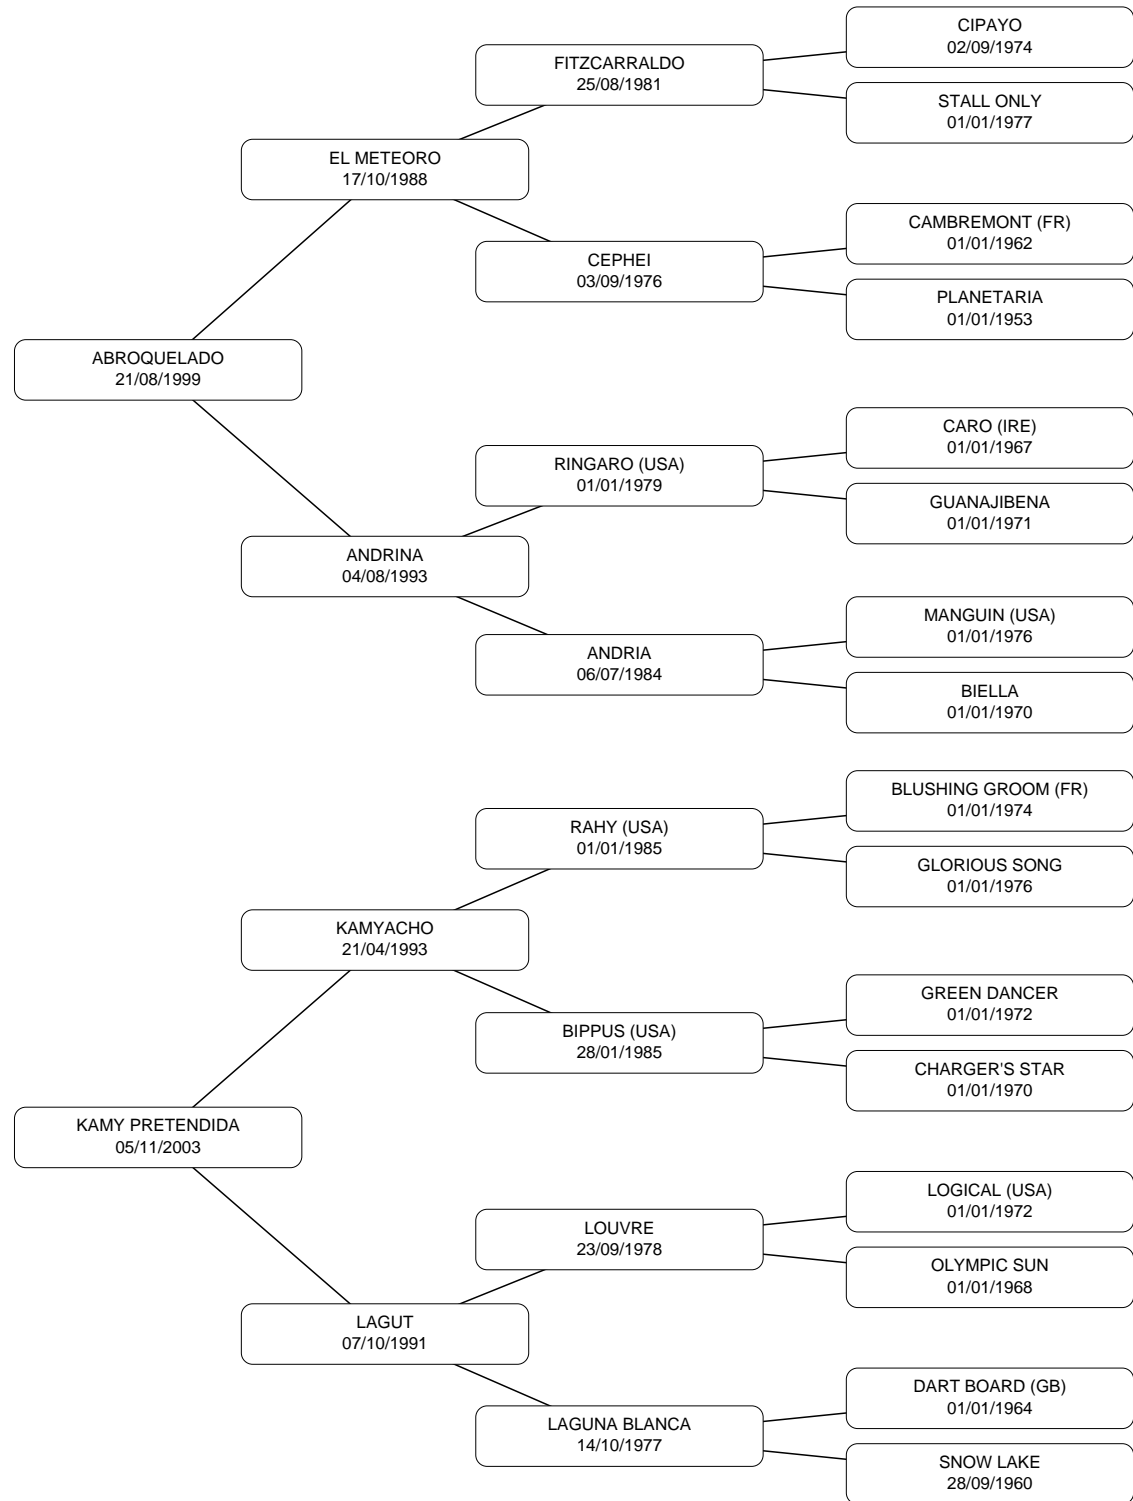 CIPAYO
02/09/1974
FITZCARRALDO
25/08/1981
STALL ONLY
01/01/1977
EL METEORO
17/10/1988
CAMBREMONT (FR)
01/01/1962
CEPHEI
03/09/1976
PLANETARIA
01/01/1953
ABROQUELADO
21/08/1999
CARO (IRE)
01/01/1967
RINGARO (USA)
01/01/1979
GUANAJIBENA
01/01/1971
ANDRINA
04/08/1993
MANGUIN (USA)
01/01/1976
ANDRIA
06/07/1984
BIELLA
01/01/1970
BLUSHING GROOM (FR)
01/01/1974
RAHY (USA)
01/01/1985
GLORIOUS SONG
01/01/1976
KAMYACHO
21/04/1993
GREEN DANCER
01/01/1972
BIPPUS (USA)
28/01/1985
CHARGER'S STAR
01/01/1970
KAMY PRETENDIDA
05/11/2003
LOGICAL (USA)
01/01/1972
LOUVRE
23/09/1978
OLYMPIC SUN
01/01/1968
LAGUT
07/10/1991
DART BOARD (GB)
01/01/1964
LAGUNA BLANCA
14/10/1977
SNOW LAKE
28/09/1960